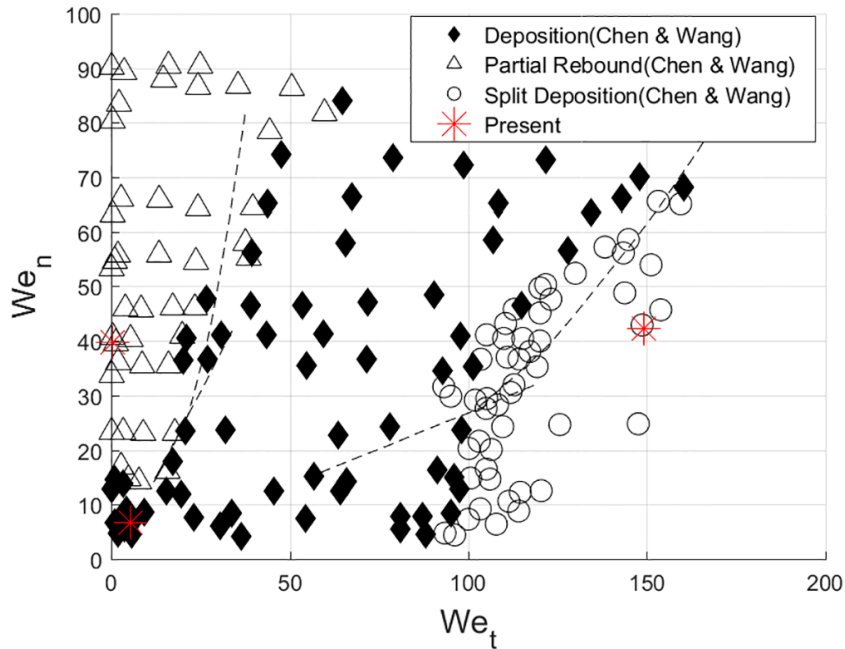 100
90
80
70
60
50
40
30
20
10
0
We_n
Deposition(Chen & Wang)
Partial Rebound(Chen & Wang)
Split Deposition(Chen & Wang)
Present
0 50 100 150 200
We_t